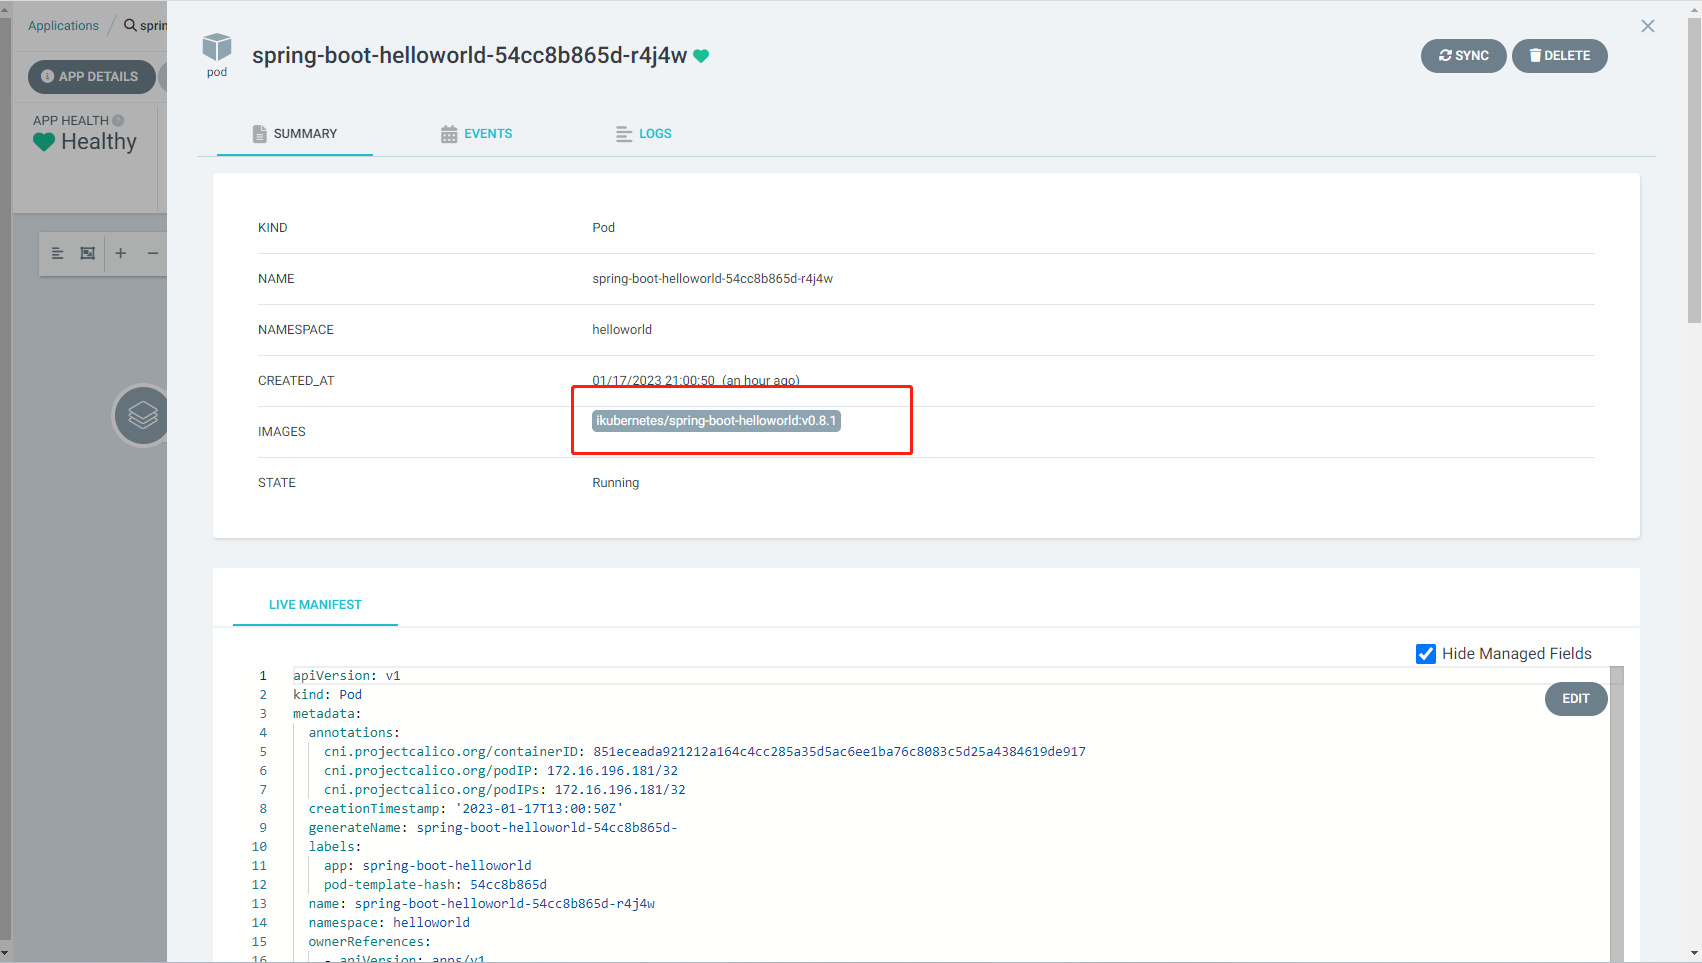 Applications / sprin
APP DETAILS
APP HEALTH
Healthy
pod
spring-boot-helloworld-54cc8b865d-r4j4w
SYNC
DELETE
SUMMARY
EVENTS
LOGS
KIND Pod
NAME spring-boot-helloworld-54cc8b865d-r4j4w
NAMESPACE helloworld
CREATED_AT 01/17/2023 21:00:50 (an hour ago)
IMAGES ikubernetes/spring-boot-helloworld:v0.8.1
STATE Running
LIVE MANIFEST
Hide Managed Fields
EDIT
1 apiVersion: v1
2 kind: Pod
3 metadata:
4 annotations:
5 cni.projectcalico.org/containerID: 851eceada921212a164c4cc285a35d5ac6ee1ba76c8083c5d25a4384619de917
6 cni.projectcalico.org/podIP: 172.16.196.181/32
7 cni.projectcalico.org/podIPs: 172.16.196.181/32
8 creationTimestamp: '2023-01-17T13:00:50Z'
9 generateName: spring-boot-helloworld-54cc8b865d-
10 labels:
11 app: spring-boot-helloworld
12 pod-template-hash: 54cc8b865d
13 name: spring-boot-helloworld-54cc8b865d-r4j4w
14 namespace: helloworld
15 ownerReferences:
16 - apiVersion: apps/v1